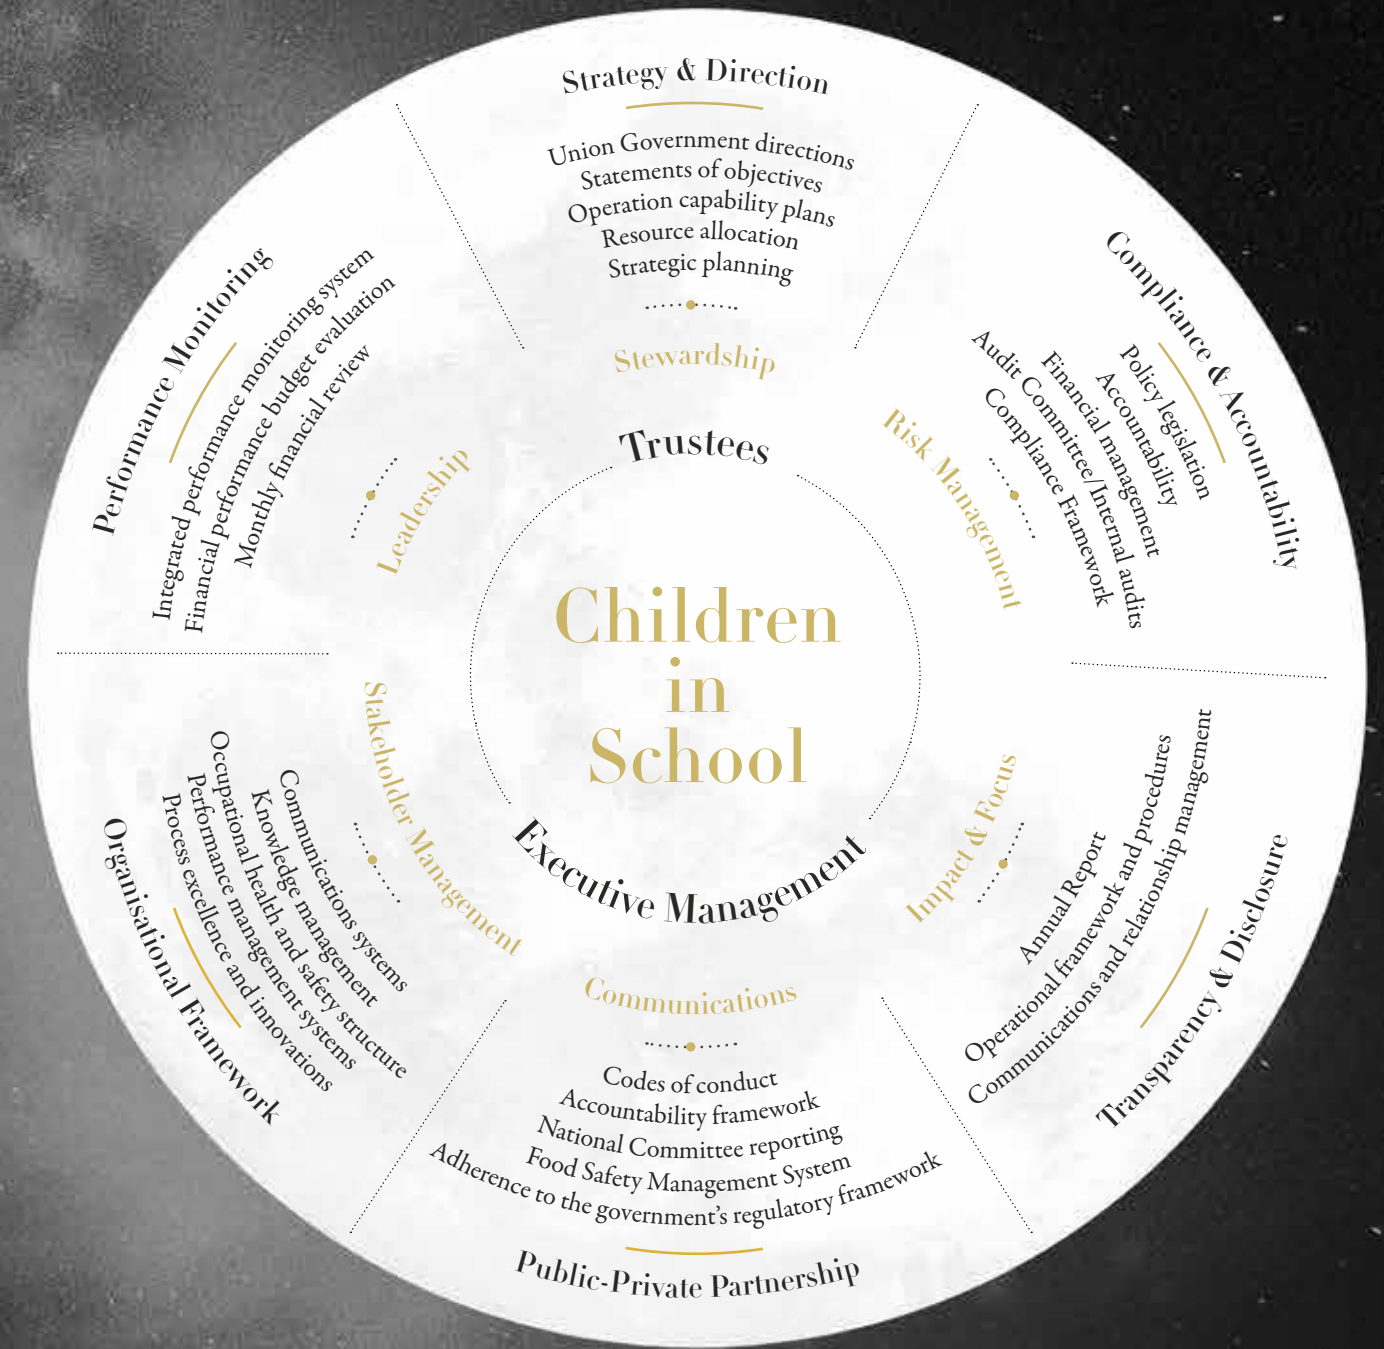 Strategy & Direction
Union Government directions
Statements of objectives
Operation capability plans
Resource allocation
Strategic planning
Stewardship
Compliance & Accountability
Policy legislation
Accountability
Financial management
Audit Committee/Internal audits
Compliance Framework
Risk Management
Transparency & Disclosure
Communications and relationship management
Operational framework and procedures
Annual Report
Impact & Focus
Communications
Codes of conduct
Accountability framework
National Committee reporting
Food Safety Management System
Adherence to the government’s regulatory framework
Public-Private Partnership
Organisational Framework
Process excellence and innovations
Performance management systems
Occupational health and safety structure
Knowledge management
Communications systems
Stakeholder Management
Performance Monitoring
Integrated performance monitoring system
Financial performance budget evaluation
Monthly financial review
Leadership
Trustees
Children
in
School
Executive Management